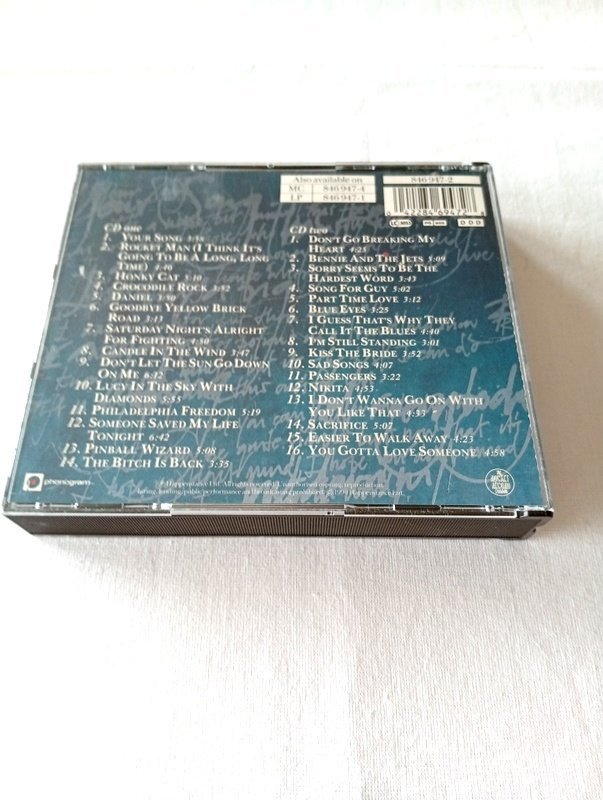 Also available on
MC 846 947-4
LP 846 947-1
846 947-2
0 42284 69472
D D D
CD one
1. YOUR SONG 3:58
2. ROCKET MAN (I THINK IT'S
GOING TO BE A LONG, LONG
TIME) 4:40
3. HONKY CAT 5:10
4. CROCODILE ROCK 3:52
5. DANIEL 3:50
6. GOODBYE YELLOW BRICK
ROAD 3:13
7. SATURDAY NIGHT'S ALRIGHT
FOR FIGHTING 4:50
8. CANDLE IN THE WIND 3:47
9. DON'T LET THE SUN GO DOWN
ON ME 6:12
10. LUCY IN THE SKY WITH
DIAMONDS 5:55
11. PHILADELPHIA FREEDOM 5:19
12. SOMEONE SAVED MY LIFE
TONIGHT 6:42
13. PINBALL WIZARD 5:08
14. THE BITCH IS BACK 3:35
CD two
1. DON'T GO BREAKING MY
HEART 4:25
2. BENNIE AND THE JETS 5:09
3. SORRY SEEMS TO BE THE
HARDEST WORD 3:43
4. SONG FOR GUY 5:02
5. PART TIME LOVE 3:12
6. BLUE EYES 3:25
7. I GUESS THAT'S WHY THEY
CALL IT THE BLUES 4:40
8. I'M STILL STANDING 3:01
9. KISS THE BRIDE 3:52
10. SAD SONGS 4:07
11. PASSENGERS 3:22
12. NIKITA 4:53
13. I DON'T WANNA GO ON WITH
YOU LIKE THAT 4:33
14. SACRIFICE 5:07
15. EASIER TO WALK AWAY 4:23
16. YOU GOTTA LOVE SOMEONE 4:58
phonogram